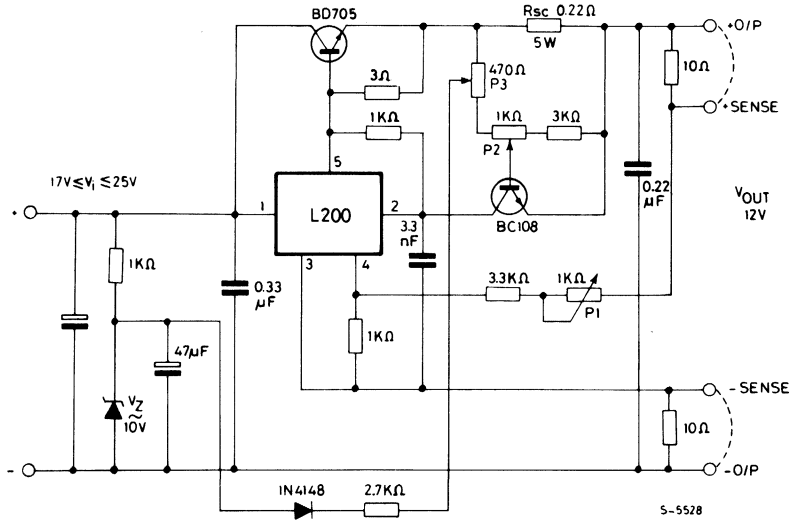 BD705
Rsc 0.22Ω
5W
+O/P
3Ω
470Ω
P3
10Ω
1KΩ
1KΩ
3KΩ
+SENSE
P2
5
17V≤Vi≤25V
+
1
L200
2
3.3
nF
BC108
0.22
µF
VOUT
12V
1KΩ
3
4
0.33
µF
3.3KΩ
1KΩ
P1
1KΩ
47µF
- SENSE
VZ
≃
10V
10Ω
-
-O/P
1N4148
2.7KΩ
S-5528